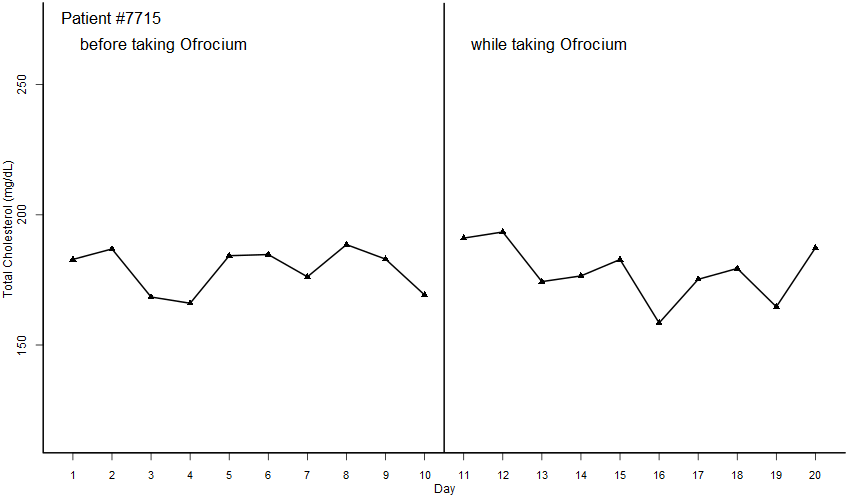 Patient #7715
before taking Ofrocium
while taking Ofrocium
Total Cholesterol (mg/dL)
250
200
150
1 2 3 4 5 6 7 8 9 10 11 12 13 14 15 16 17 18 19 20
Day